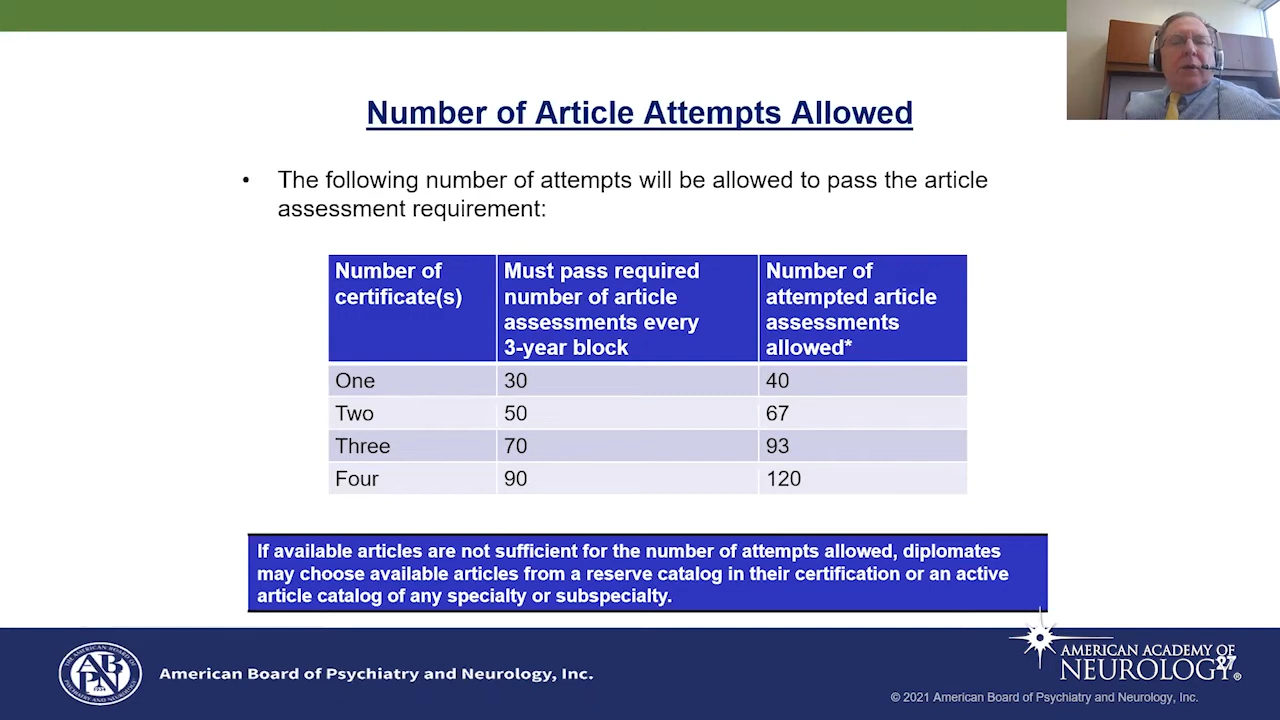 Number of Article Attempts Allowed
• The following number of attempts will be allowed to pass the article
assessment requirement:
Number of certificate(s)
Must pass required number of article assessments every 3-year block
Number of attempted article assessments allowed*
One 30 40
Two 50 67
Three 70 93
Four 90 120
If available articles are not sufficient for the number of attempts allowed, diplomates
may choose available articles from a reserve catalog in their certification or an active
article catalog of any specialty or subspecialty.
ABPN
American Board of Psychiatry and Neurology, Inc.
AMERICAN ACADEMY OF
NEUROLOGY®
27
© 2021 American Board of Psychiatry and Neurology, Inc.